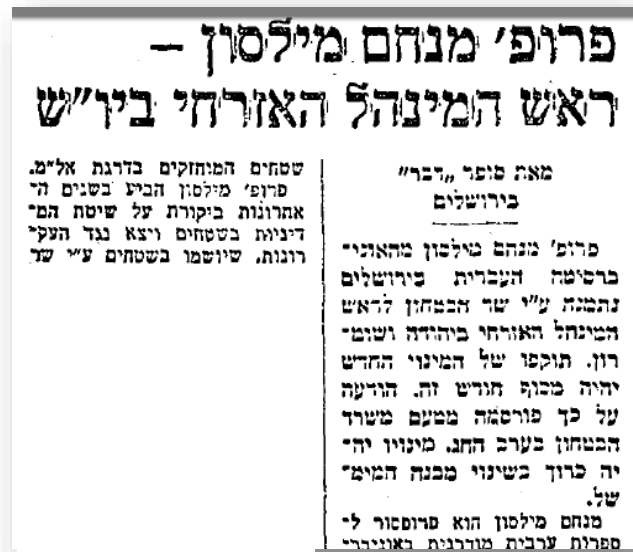 פרופ׳ מנחם מילסון –
ראש המינהל האזרחי ביו״ש
מאת סופר „דבר”
בירושלים
פרופ׳ מנחם מילסון מהאוני־
ברסיטה העברית בירושלים
נתמנה ע״י שר הבטחון לראש
המינהל האזרחי ביהודה ושומ־
רון. תוקפו של המינוי החדש
יהיה מסוף חודש זה. הודעה
על כך פורסמה מטעם משרד
הבטחון בערב החג. מינויו יה־
יה כרוך בשינוי מבנה המימ־
של.
מנחם מילסון הוא פרופסור ל־
ספרות ערבית מודרנית באוניבר־
שטחים המוחזקים בדרגת אל״מ.
פרופ׳ מילסון הביע בשנים ה־
אחרונות ביקורת על שיטת המ־
דיניות בשטחים ויצא נגד העק־
רונות, שיושמו בשטחים ע״י שר